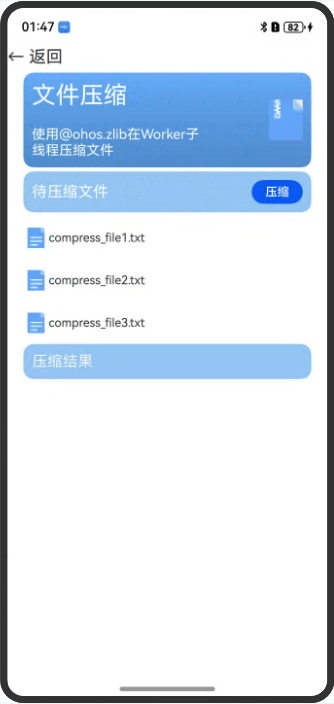 01:47
82
← 返回
文件压缩
使用@ohos.zlib在Worker子
线程压缩文件
待压缩文件
压缩
compress_file1.txt
compress_file2.txt
compress_file3.txt
压缩结果